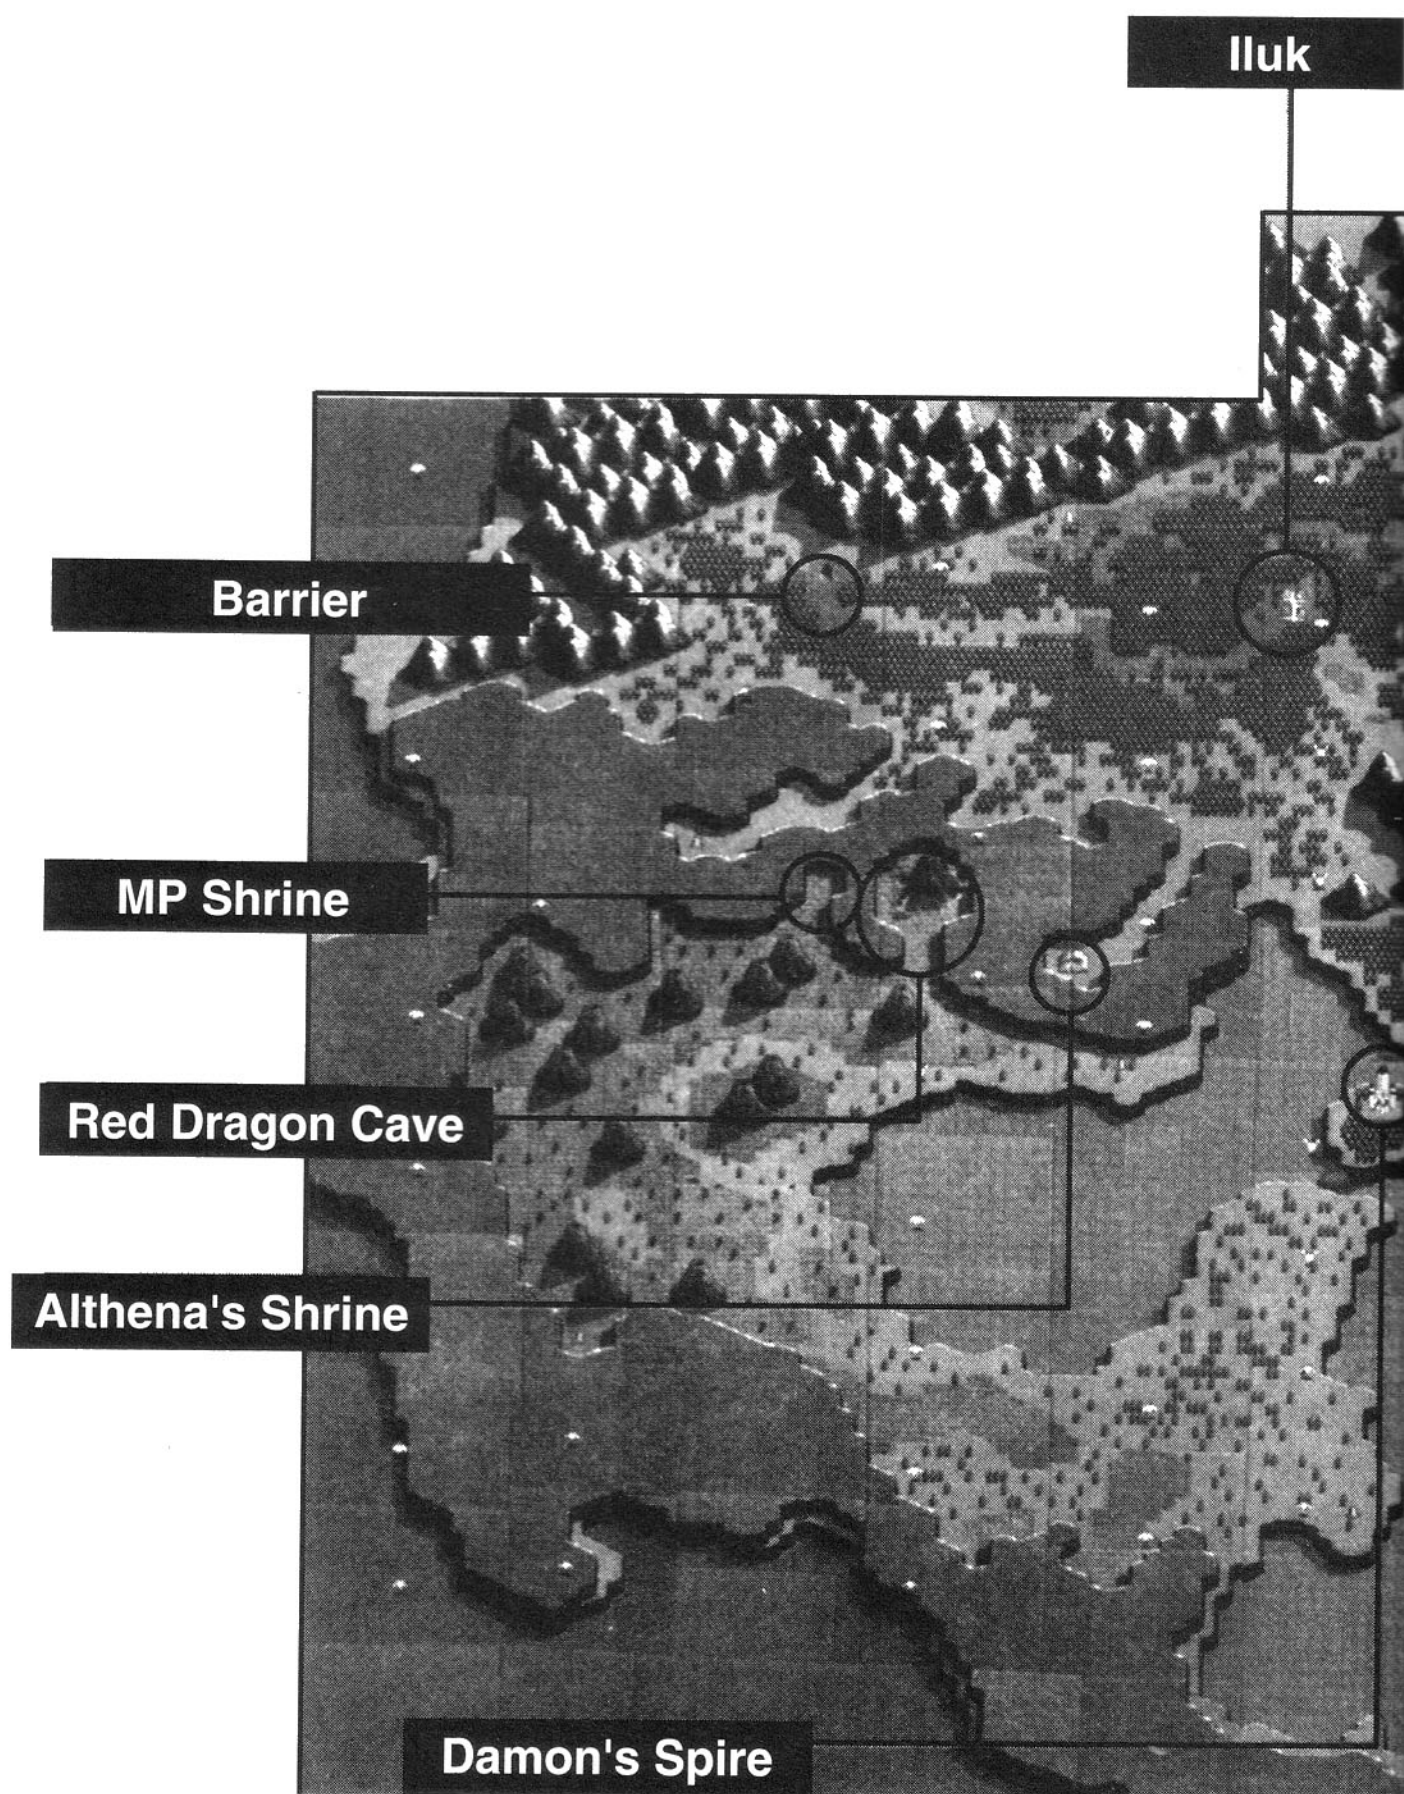 Iluk
Barrier
MP Shrine
Red Dragon Cave
Althena's Shrine
Damon's Spire